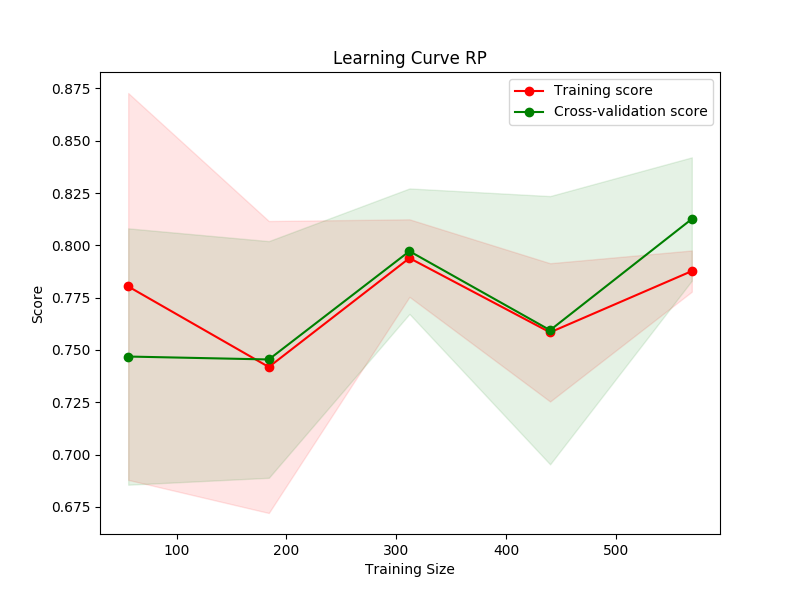 Learning Curve RP
Training score
Cross-validation score
0.875
0.850
0.825
0.800
0.775
0.750
0.725
0.700
0.675
Score
100
200
300
400
500
Training Size